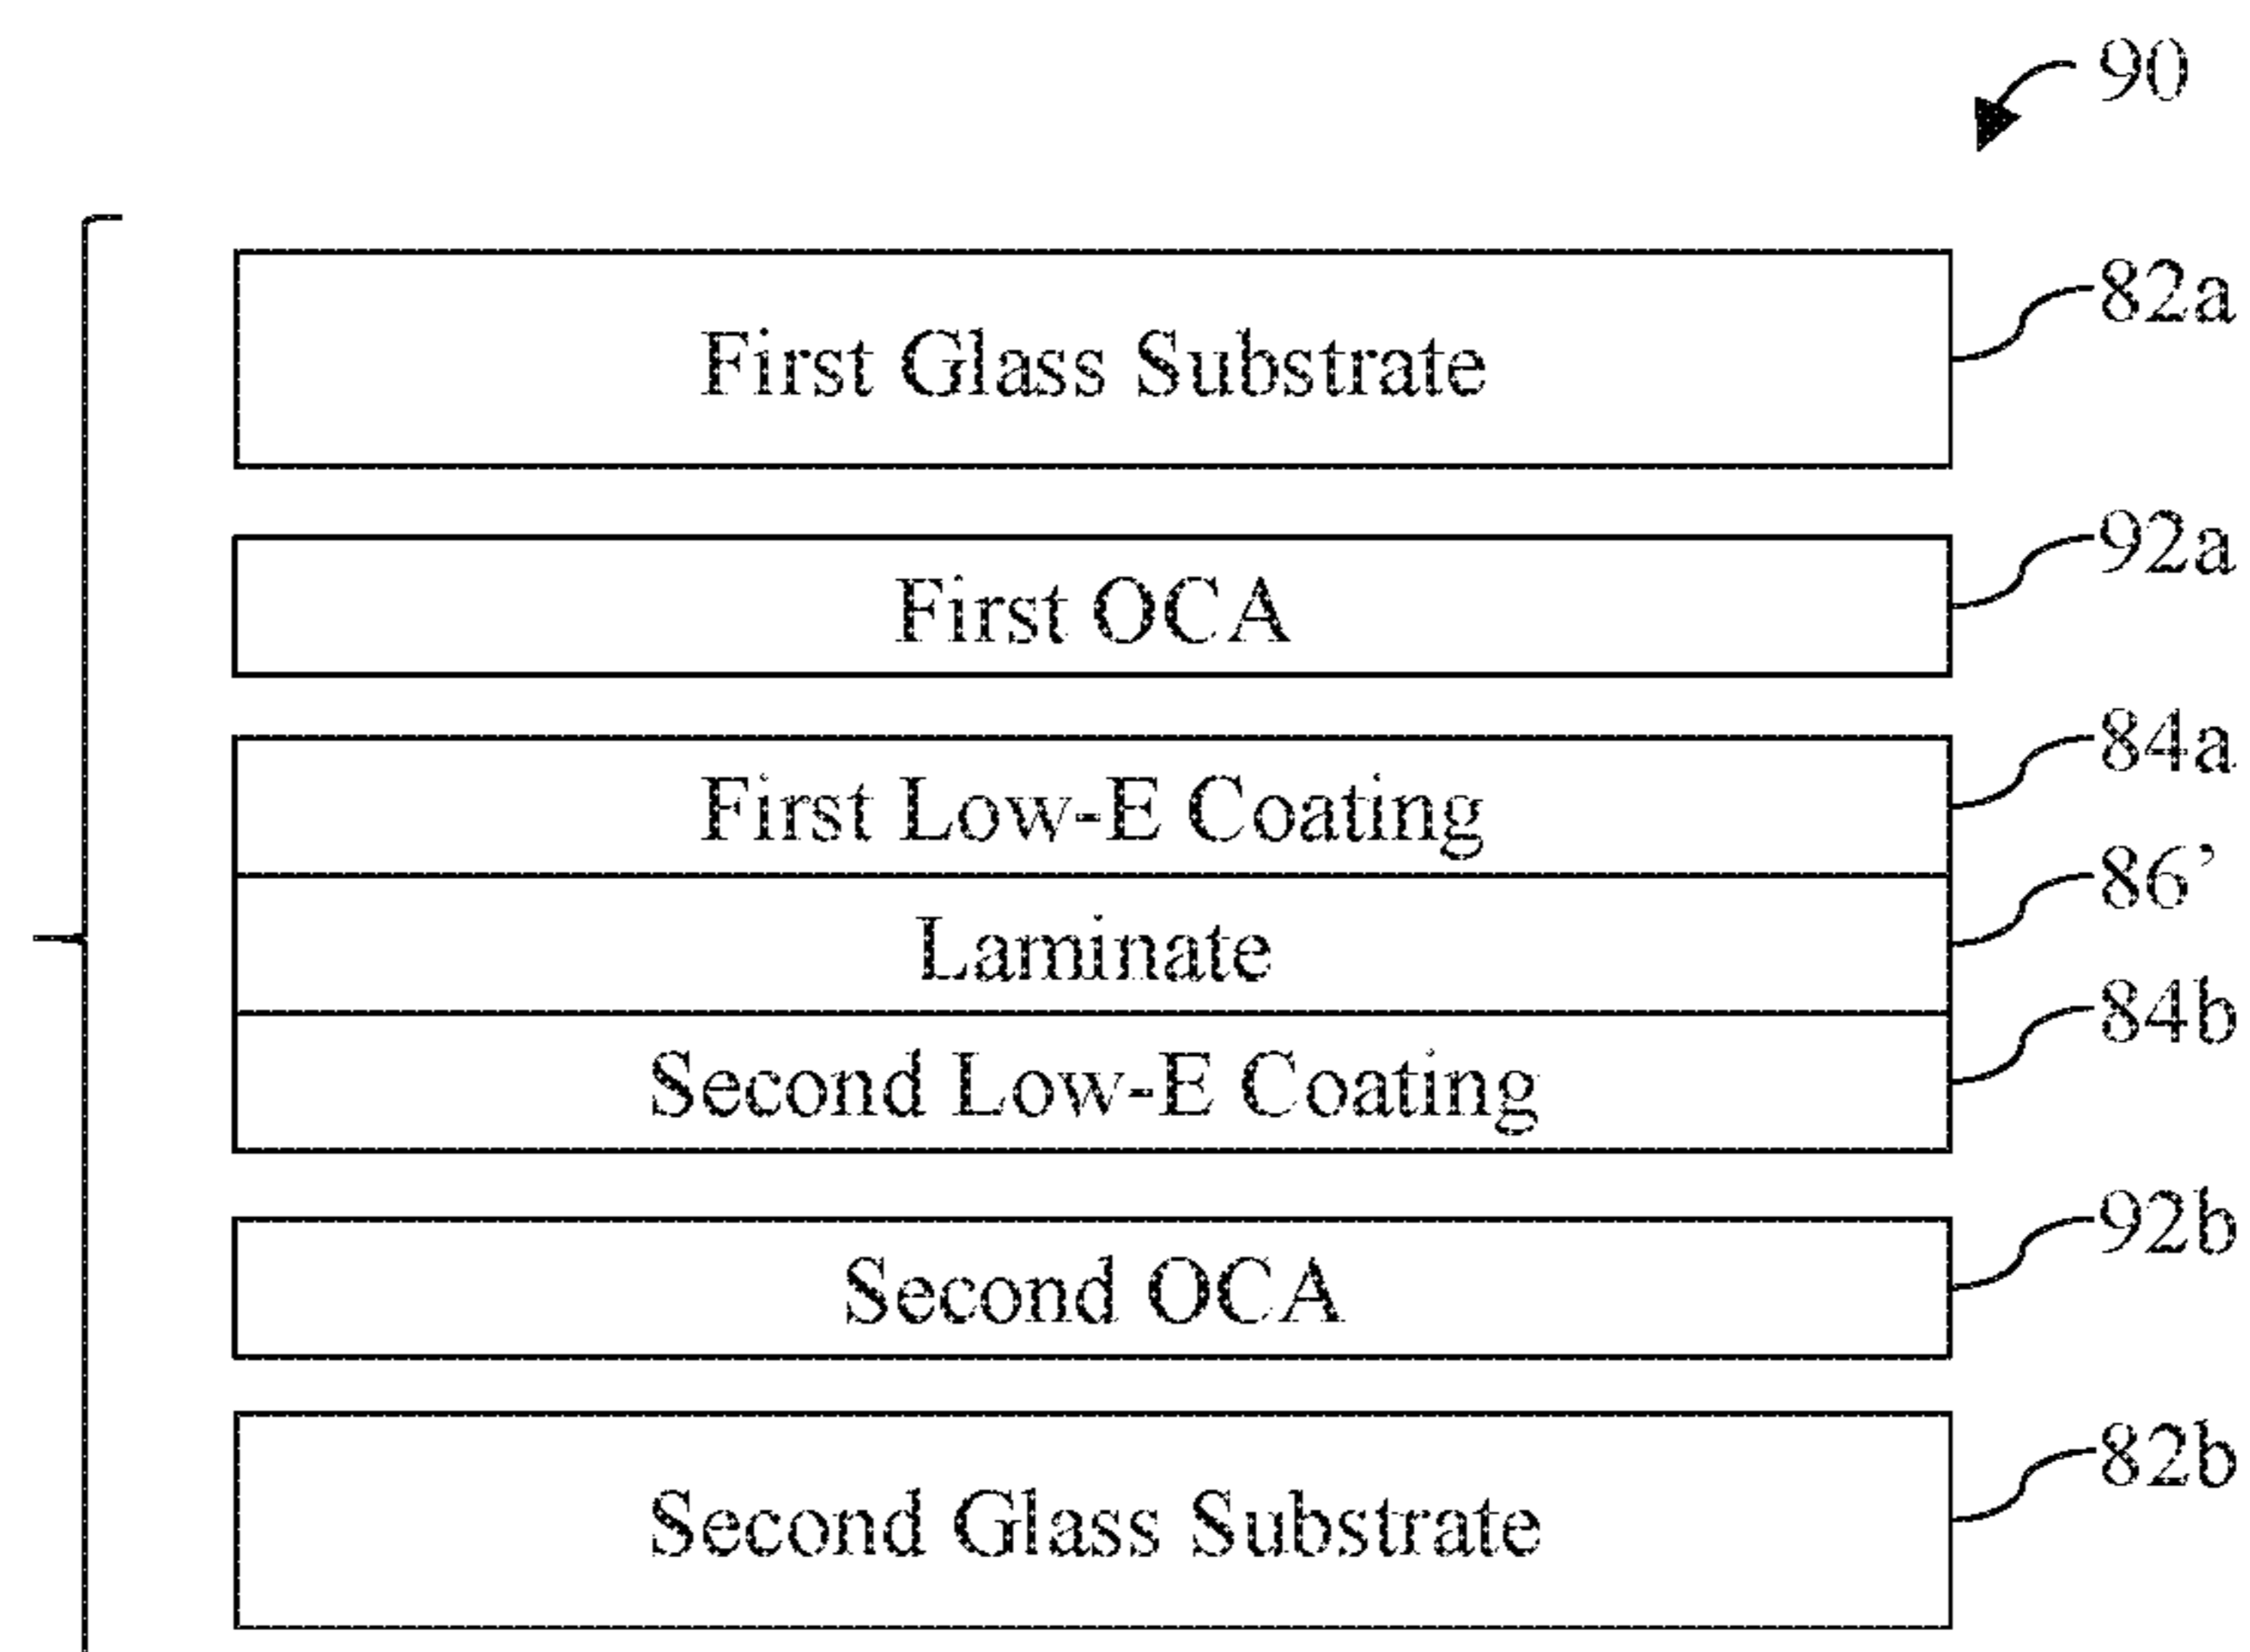 90
First Glass Substrate 82a
First OCA 92a
First Low-E Coating 84a
Laminate 86’
Second Low-E Coating 84b
Second OCA 92b
Second Glass Substrate 82b